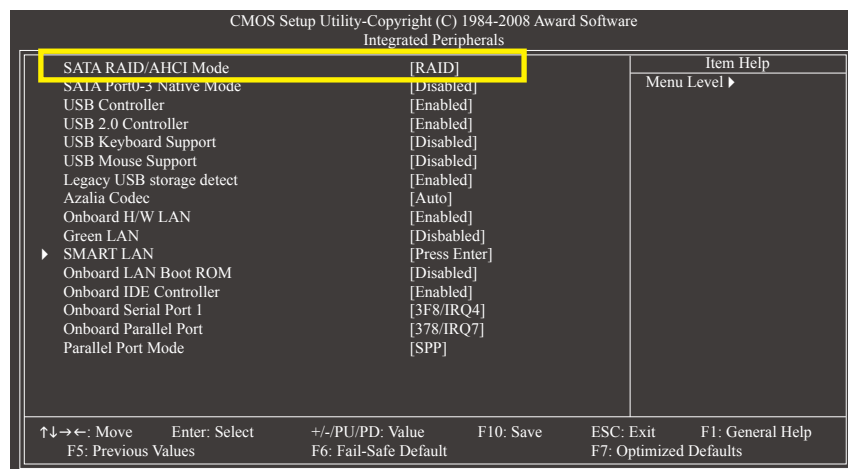 CMOS Setup Utility-Copyright (C) 1984-2008 Award Software
Integrated Peripherals
SATA RAID/AHCI Mode [RAID] Item Help
SATA Port0-3 Native Mode [Disabled] Menu Level ▶
USB Controller [Enabled]
USB 2.0 Controller [Enabled]
USB Keyboard Support [Disabled]
USB Mouse Support [Disabled]
Legacy USB storage detect [Enabled]
Azalia Codec [Auto]
Onboard H/W LAN [Enabled]
Green LAN [Disbabled]
▶ SMART LAN [Press Enter]
Onboard LAN Boot ROM [Disabled]
Onboard IDE Controller [Enabled]
Onboard Serial Port 1 [3F8/IRQ4]
Onboard Parallel Port [378/IRQ7]
Parallel Port Mode [SPP]
↑↓→←: Move Enter: Select +/-/PU/PD: Value F10: Save ESC: Exit F1: General Help
F5: Previous Values F6: Fail-Safe Default F7: Optimized Defaults